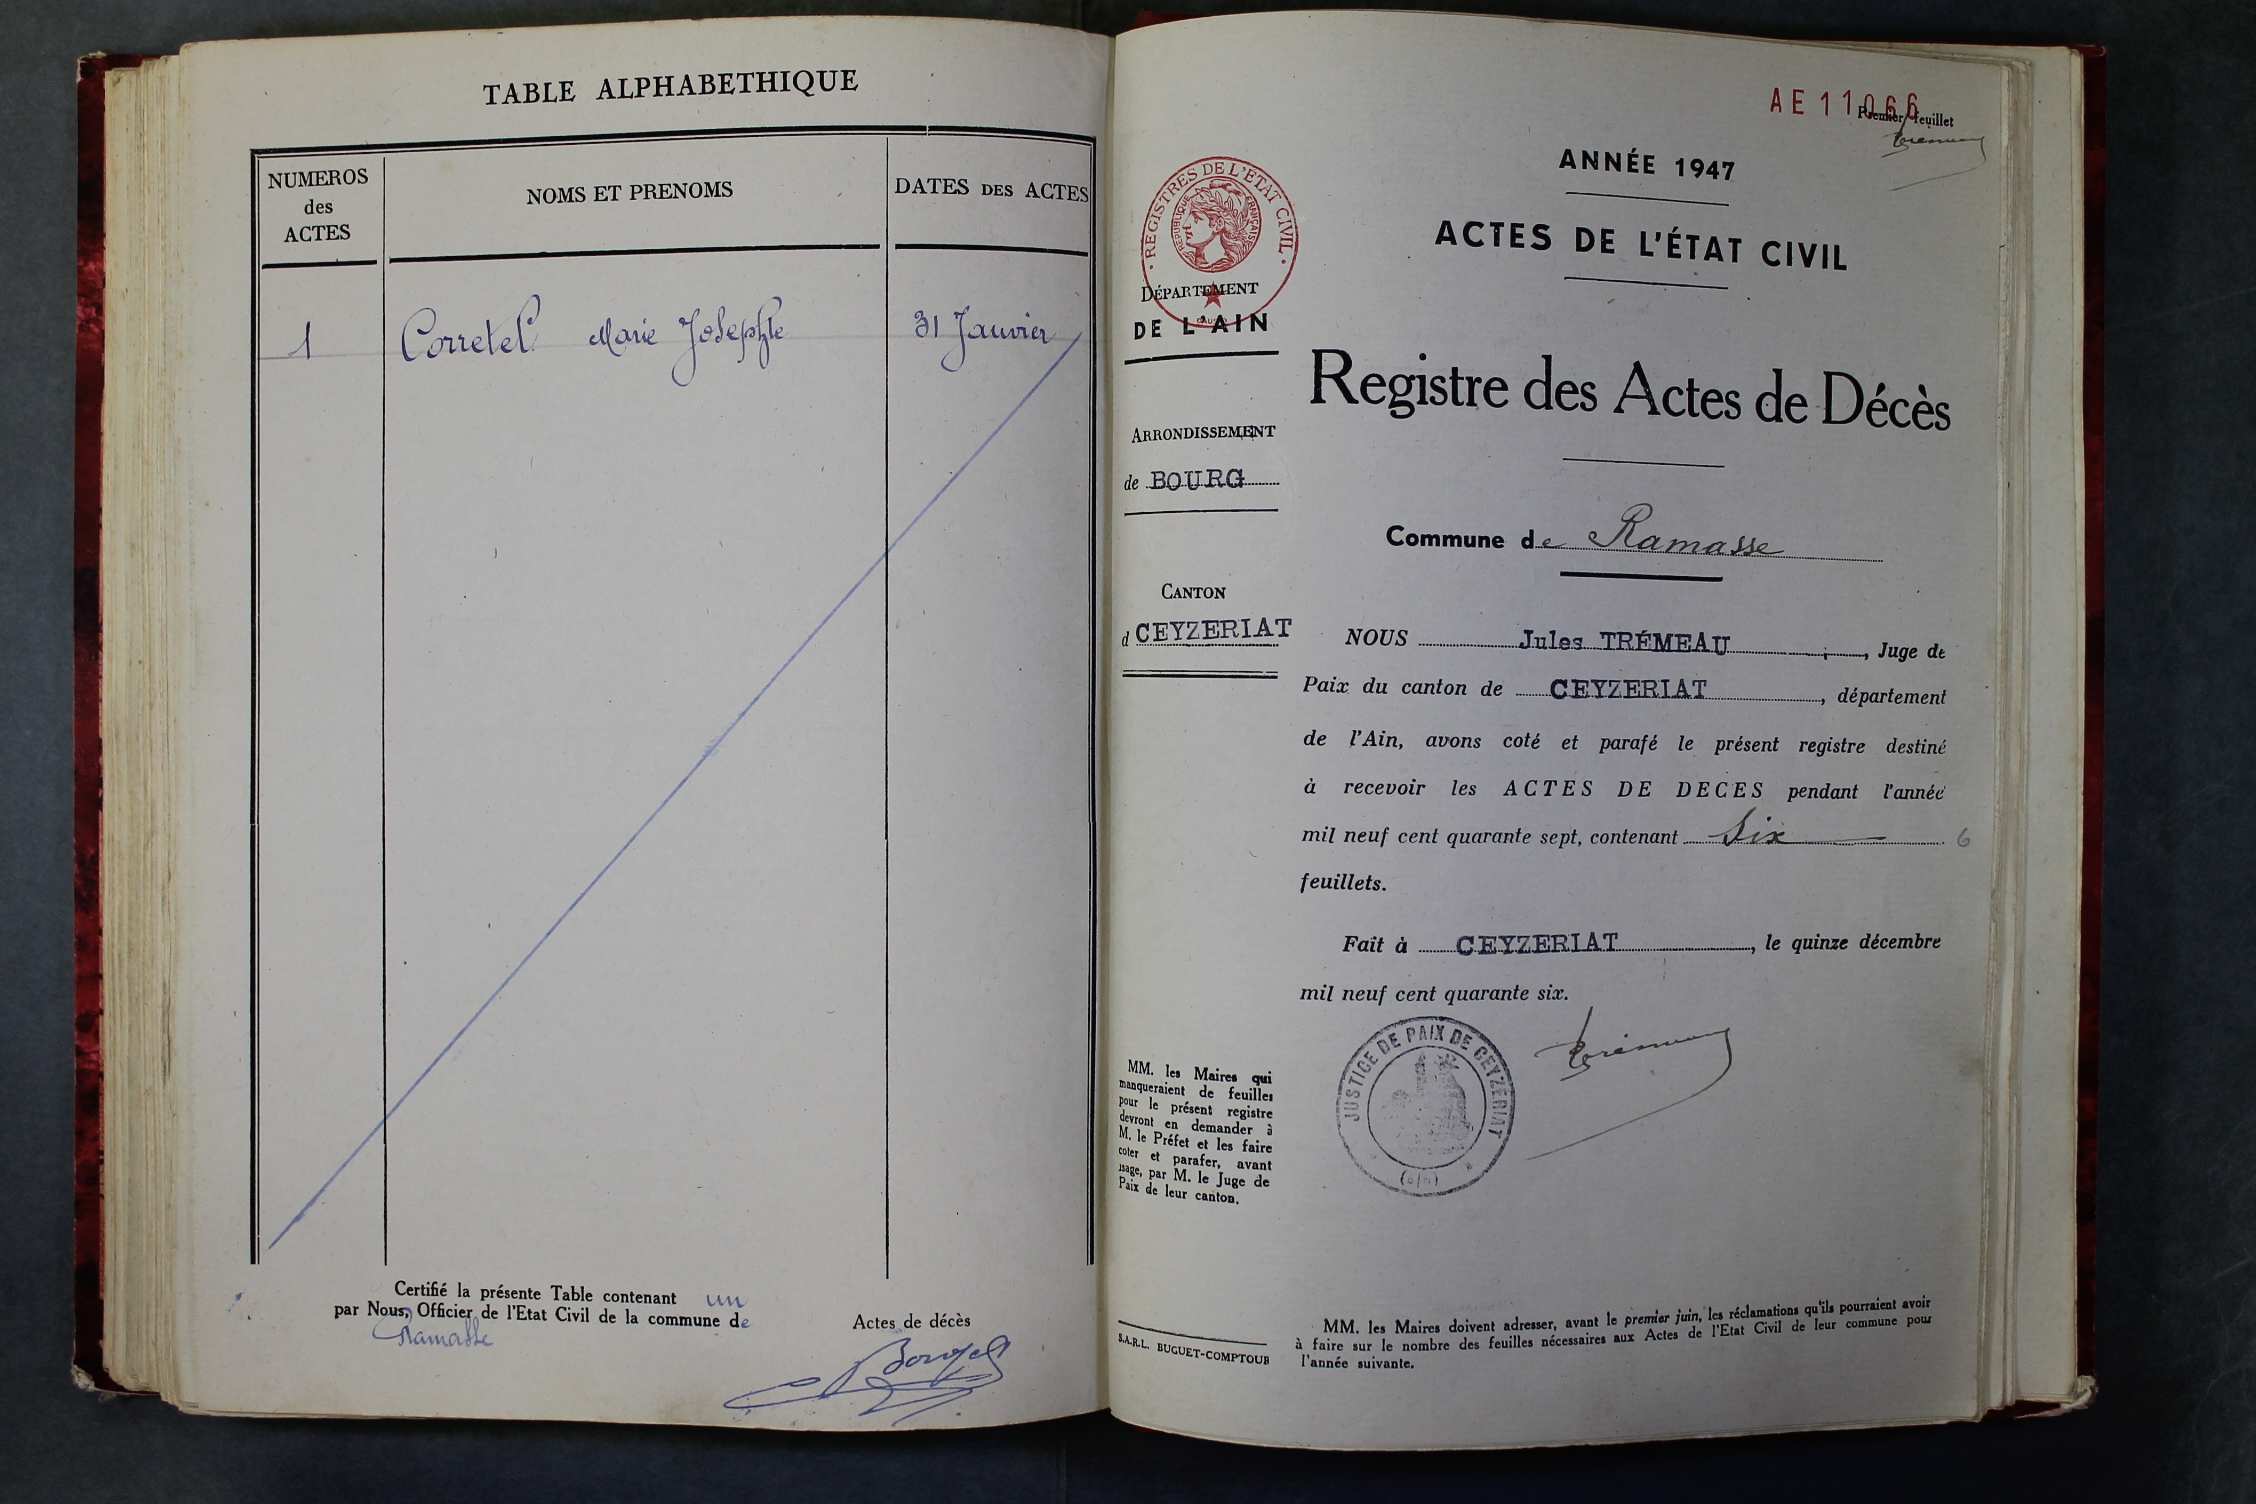 TABLE ALPHABETHIQUE
NUMEROS
des
ACTES
NOMS ET PRENOMS
DATES DES ACTES
1 Corretel Marie Josephte 31 Janvier
Certifié la présente Table contenant un Actes de décès
par Nous, Officier de l'Etat Civil de la commune de
Ramasse
AE 11066
Premier feuillet
ANNÉE 1947
ACTES DE L'ÉTAT CIVIL
· REGISTRES DE L'ÉTAT CIVIL ·
RÉPUBLIQUE FRANÇAISE
DÉPARTEMENT
DE L'AIN
ARRONDISSEMENT
de BOURG
CANTON
d CEYZERIAT
Registre des Actes de Décès
Commune de Ramasse
NOUS Jules TRÉMEAU, Juge de
Paix du canton de CEYZERIAT, département
de l'Ain, avons coté et parafé le présent registre destiné
à recevoir les ACTES DE DECES pendant l'année
mil neuf cent quarante sept, contenant Six 6
feuillets.
Fait à CEYZERIAT, le quinze décembre
mil neuf cent quarante six.
JUSTICE DE PAIX DE CEYZÉRIAT
MM. les Maires qui
manqueraient de feuilles
pour le présent registre
devront en demander à
M. le Préfet et les faire
coter et parafer, avant
usage, par M. le Juge de
Paix de leur canton.
S.A.R.L. BUGUET-COMPTOUR
MM. les Maires doivent adresser, avant le premier juin, les réclamations qu'ils pourraient avoir
à faire sur le nombre des feuilles nécessaires aux Actes de l'Etat Civil de leur commune pour
l'année suivante.